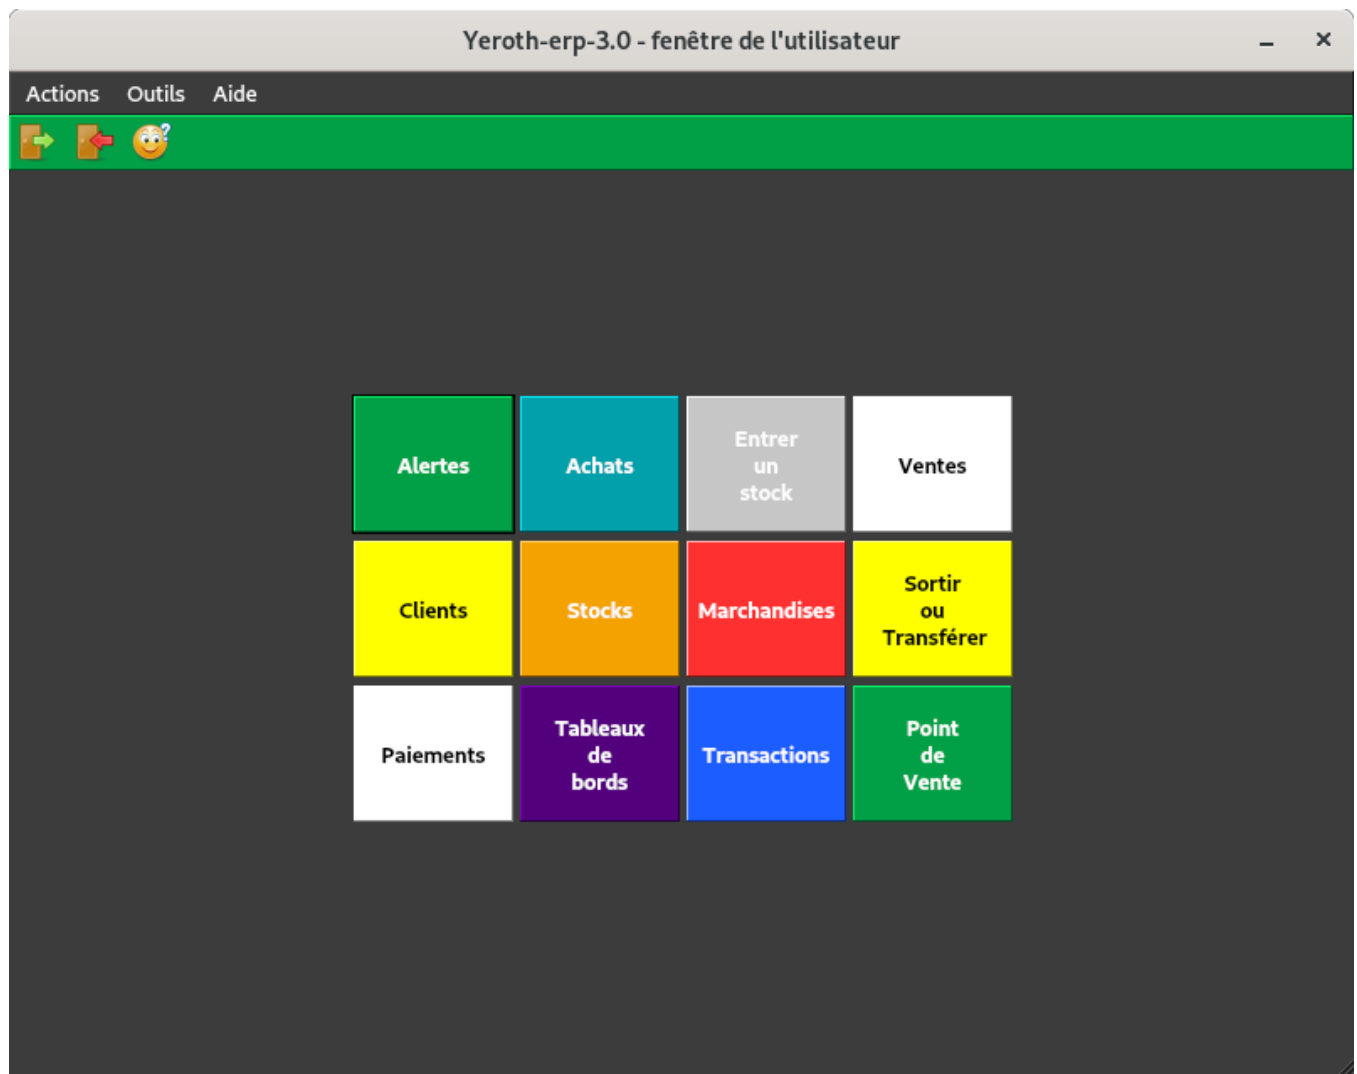 Yeroth-erp-3.0 - fenêtre de l'utilisateur
Actions Outils Aide
Alertes
Achats
Entrer
un
stock
Ventes
Clients
Stocks
Marchandises
Sortir
ou
Transférer
Paiements
Tableaux
de
bords
Transactions
Point
de
Vente